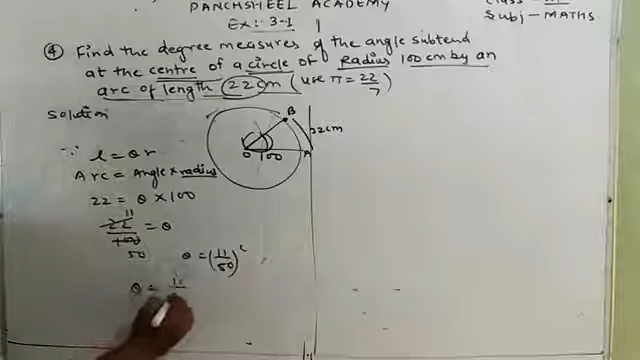 PANCHSHEEL ACADEMY
Ex:- 3-1
Subj - MATHS
④ Find the degree measures of the angle subtend
at the centre of a circle of Radius 100 cm by an
arc of length 22cm (use π = 22/7)
Solution
B
22cm
O 100 A
∵ l = θr
Arc = Angle × radius
22 = θ × 100
11
22/100 = θ
50
θ = (11/50)ᶜ
θ = 11